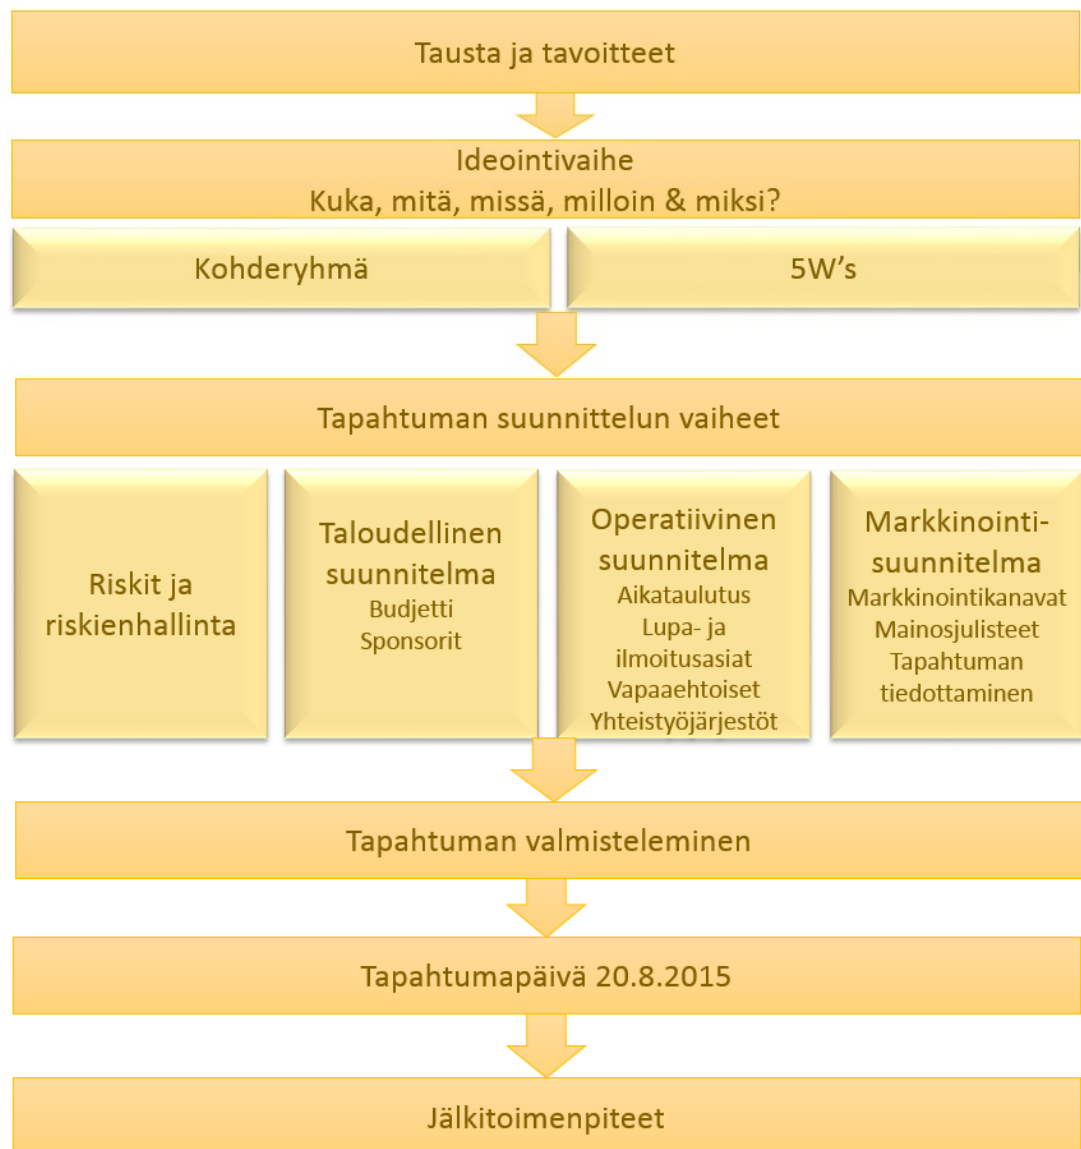 Tausta ja tavoitteet
Ideointivaihe
Kuka, mitä, missä, milloin & miksi?
Kohderyhmä
5W's
Tapahtuman suunnittelun vaiheet
Riskit ja
riskienhallinta
Taloudellinen
suunnitelma
Budjetti
Sponsorit
Operatiivinen
suunnitelma
Aikataulutus
Lupa- ja
ilmoitusasiat
Vapaaehtoiset
Yhteistyöjärjestöt
Markkinointi-
suunnitelma
Markkinointikanavat
Mainosjulisteet
Tapahtuman
tiedottaminen
Tapahtuman valmisteleminen
Tapahtumapäivä 20.8.2015
Jälkitoimenpiteet